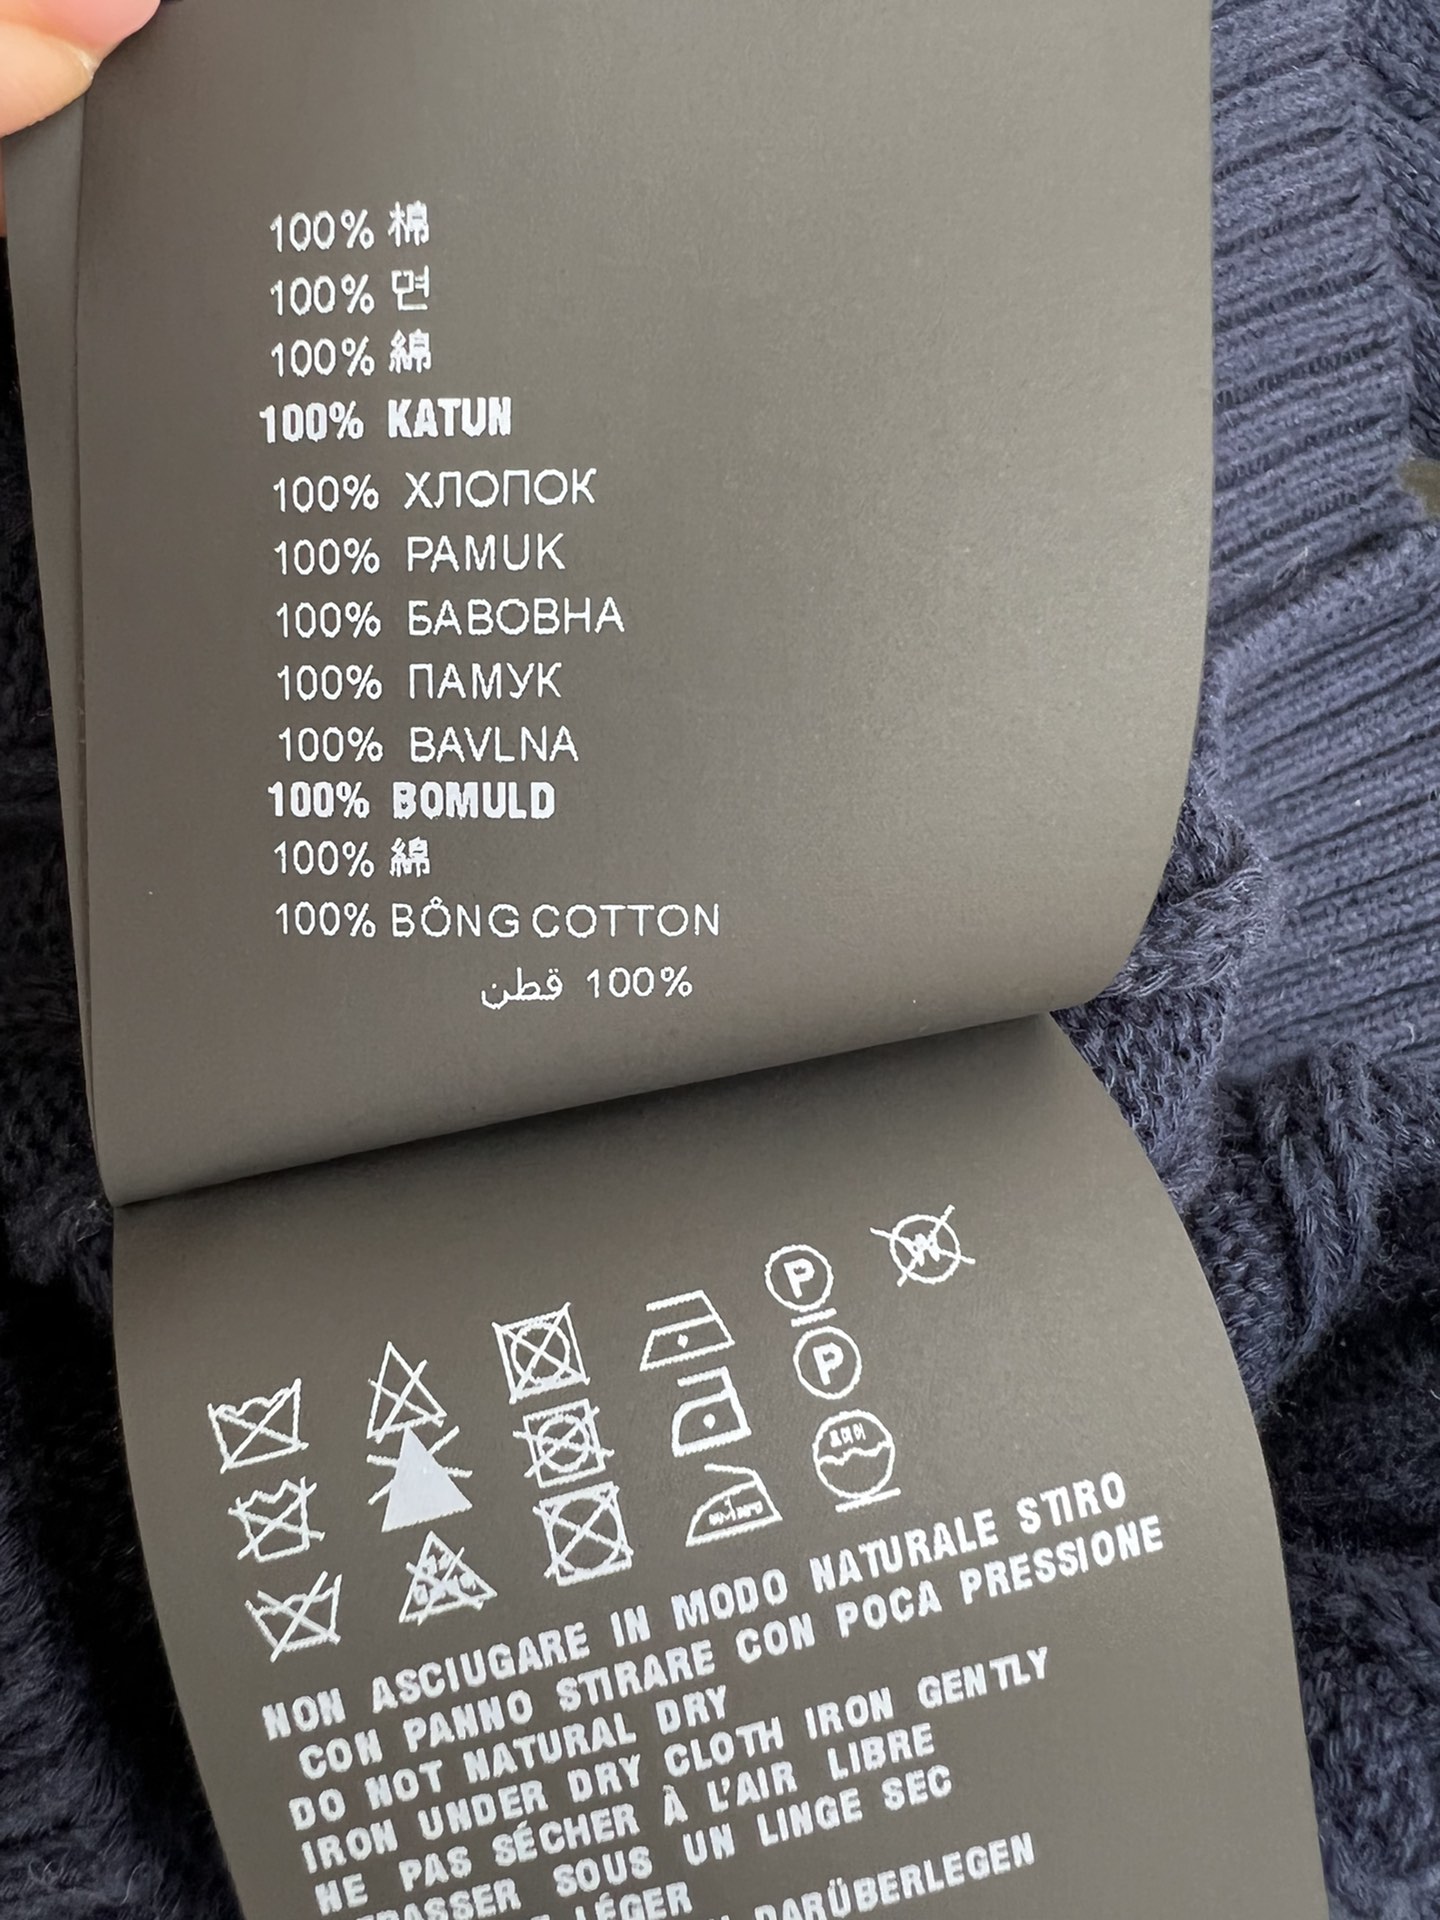 100% 棉
100% 면
100% 綿
100% KATUN
100% ХЛОПОК
100% PAMUK
100% БАВОВНА
100% ПАМУК
100% BAVLNA
100% BOMULD
100% 綿
100% BÔNG COTTON
100% قطن
P
W
P
드라이
NON ASCIUGARE IN MODO NATURALE STIRO
CON PANNO STIRARE CON POCA PRESSIONE
DO NOT NATURAL DRY
IRON UNDER DRY CLOTH IRON GENTLY
NE PAS SÉCHER À L'AIR LIBRE
SOUS UN LINGE SEC
LÉGER
DARÜBERLEGEN